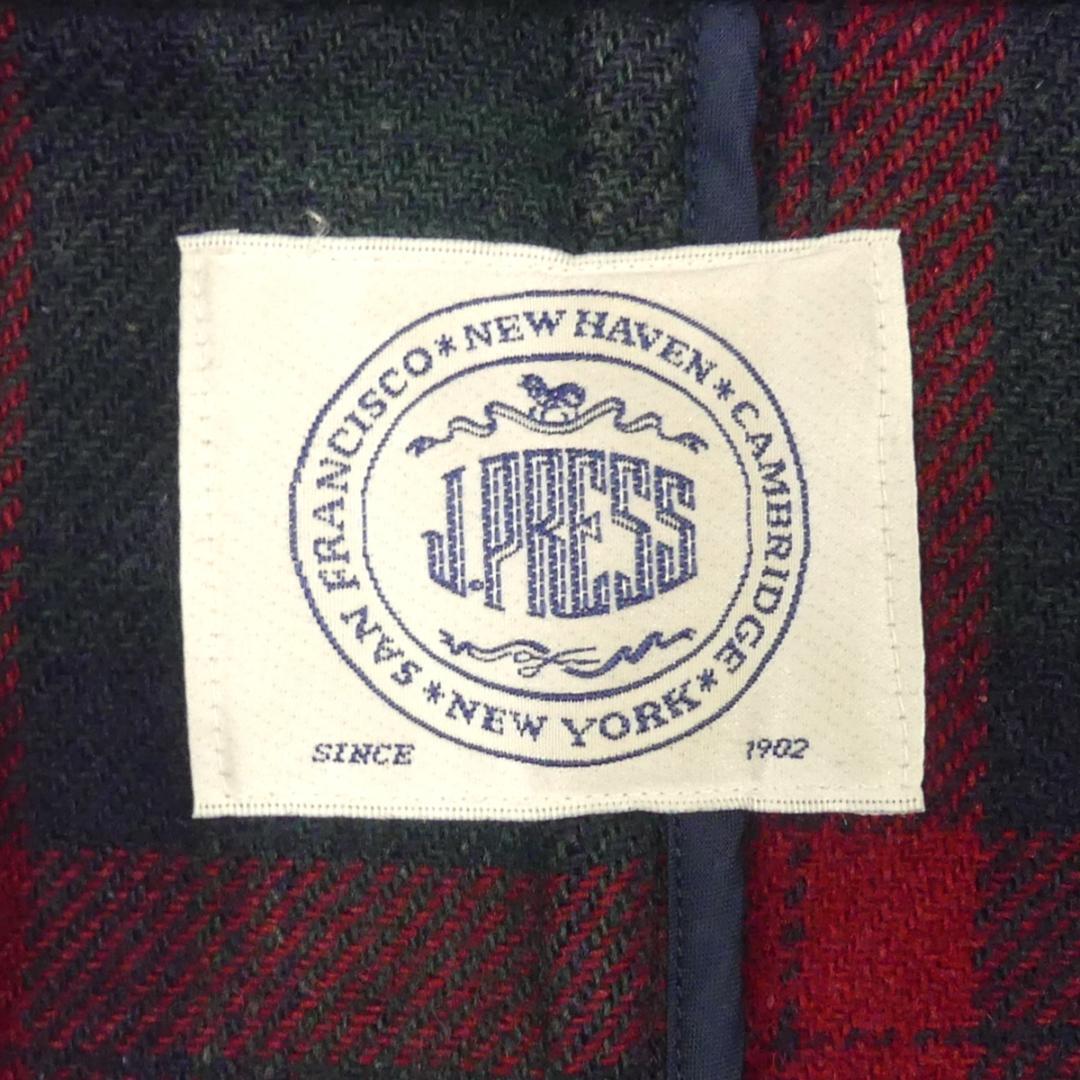 SAN FRANCISCO * NEW HAVEN * CAMBRIDGE * NEW YORK *
J.PRESS
SINCE 1902